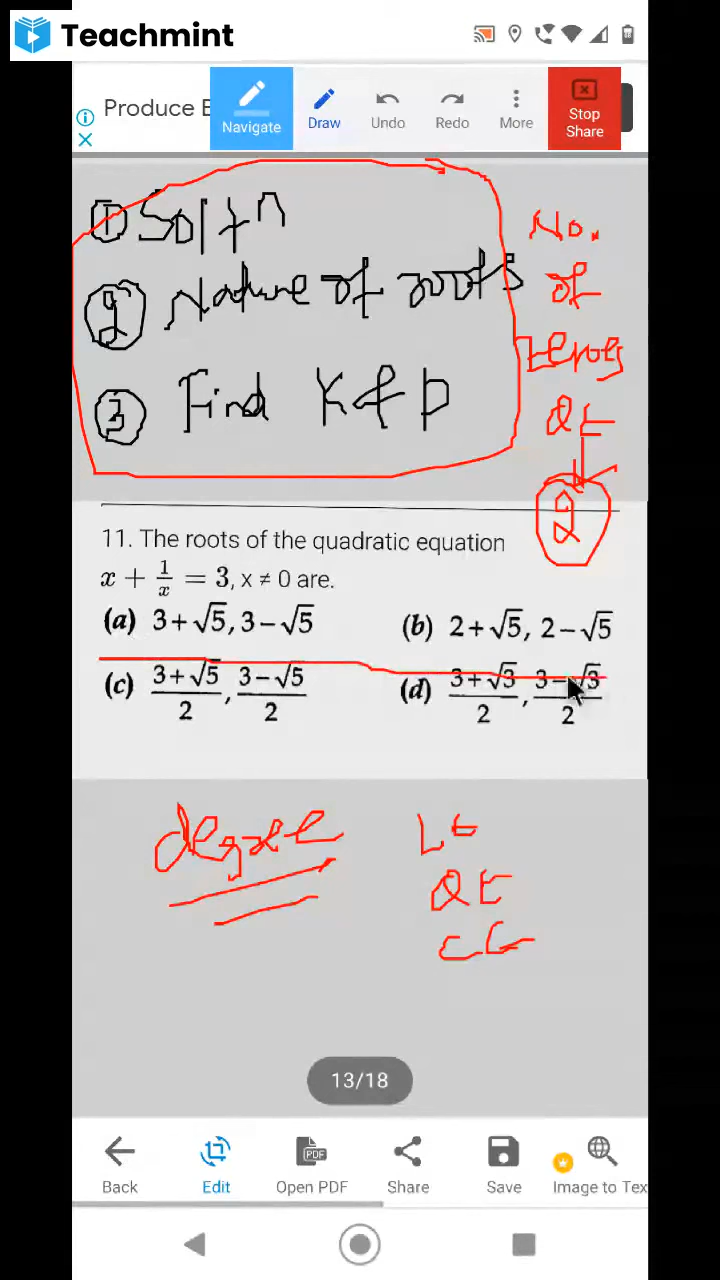 Teachmint
Produce
Navigate
Draw
Undo
Redo
More
Stop
Share
① Sol^n
② Nature of roots
③ Find K & p
No.
of
zeroes
QE
2
11. The roots of the quadratic equation
x + 1/x = 3, x ≠ 0 are.
(a) 3+√5, 3−√5 (b) 2+√5, 2−√5
(c) 3+√5/2, 3−√5/2 (d) 3+√3/2, 3−√3/2
degree
LE
QE
CE
13/18
Back
Edit
Open PDF
Share
Save
Image to Tex